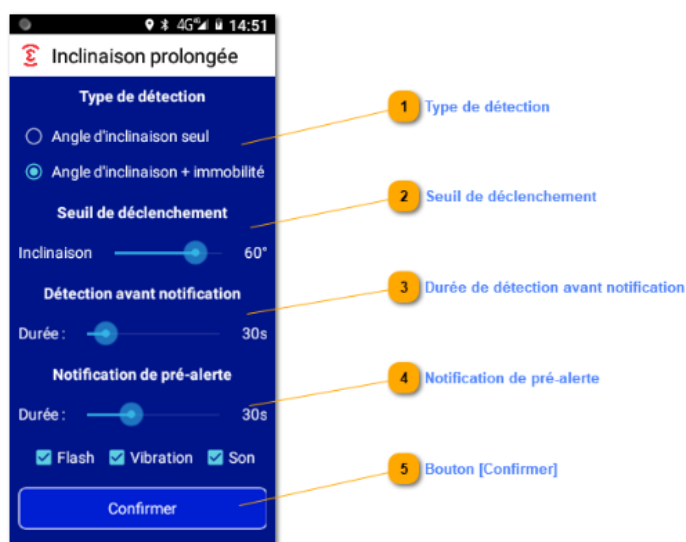 4G 14:51
Inclinaison prolongée
Type de détection
Angle d'inclinaison seul
Angle d'inclinaison + immobilité
Seuil de déclenchement
Inclinaison 60°
Détection avant notification
Durée : 30s
Notification de pré-alerte
Durée : 30s
Flash Vibration Son
Confirmer
1 Type de détection
2 Seuil de déclenchement
3 Durée de détection avant notification
4 Notification de pré-alerte
5 Bouton [Confirmer]